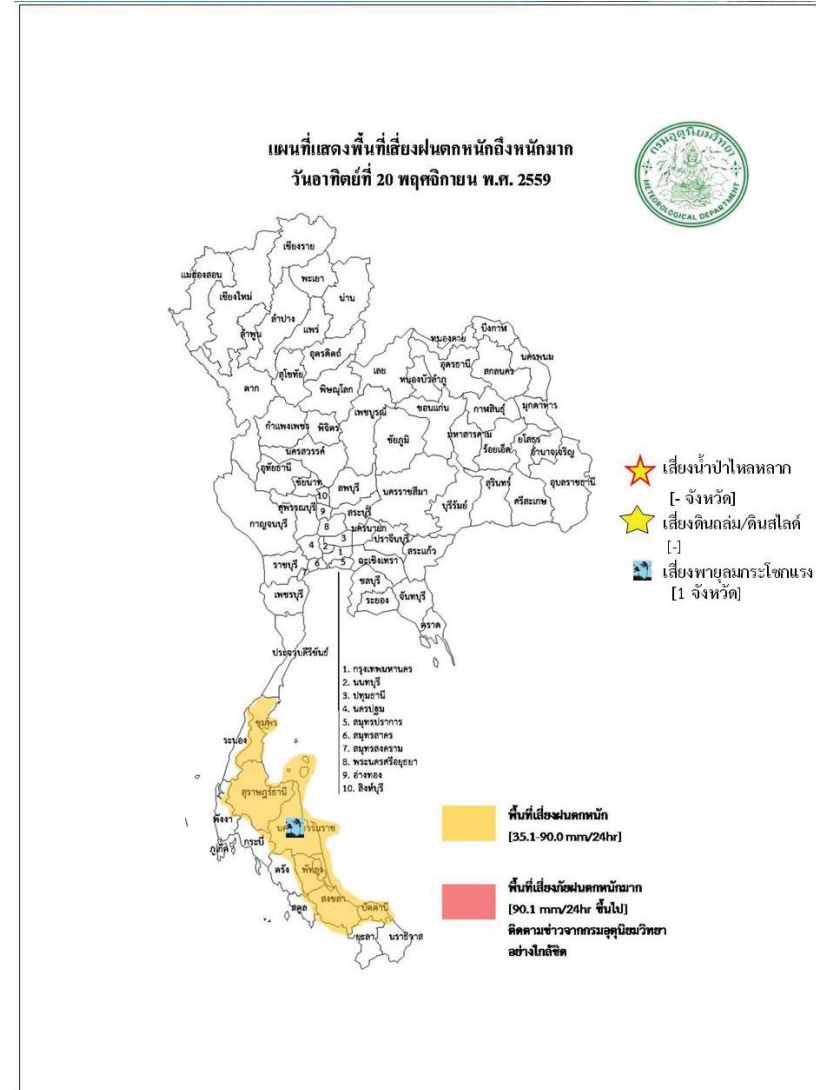 แผนที่แสดงพื้นที่เสี่ยงฝนตกหนักถึงหนักมาก
วันอาทิตย์ที่ 20 พฤศจิกายน พ.ศ. 2559
กรมอุตุนิยมวิทยา
METEOROLOGICAL DEPARTMENT
เชียงราย
แม่ฮ่องสอน
พะเยา
เชียงใหม่
น่าน
ลำปาง
ลำพูน
แพร่
อุตรดิตถ์
สุโขทัย
ตาก
พิษณุโลก
เลย
หนองคาย
บึงกาฬ
อุดรธานี
นครพนม
สกลนคร
หนองบัวลำภู
เพชรบูรณ์
ขอนแก่น
กาฬสินธุ์
มุกดาหาร
กำแพงเพชร
พิจิตร
ชัยภูมิ
มหาสารคาม
ร้อยเอ็ด
ยโสธร
อำนาจเจริญ
นครสวรรค์
อุทัยธานี
ชัยนาท
ลพบุรี
นครราชสีมา
บุรีรัมย์
สุรินทร์
ศรีสะเกษ
อุบลราชธานี
10
สุพรรณบุรี
9
สระบุรี
กาญจนบุรี
8
นครนายก
ปราจีนบุรี
4
2
3
1
สระแก้ว
ราชบุรี
6
5
ฉะเชิงเทรา
ชลบุรี
เพชรบุรี
ระยอง
จันทบุรี
ตราด
ประจวบคีรีขันธ์
1. กรุงเทพมหานคร
2. นนทบุรี
3. ปทุมธานี
4. นครปฐม
5. สมุทรปราการ
6. สมุทรสาคร
7. สมุทรสงคราม
8. พระนครศรีอยุธยา
9. อ่างทอง
10. สิงห์บุรี
ชุมพร
ระนอง
สุราษฎร์ธานี
พังงา
ภูเก็ต
กระบี่
ตรัง
พัทลุง
สงขลา
สตูล
ปัตตานี
ยะลา
นราธิวาส
เสี่ยงน้ำป่าไหลหลาก
[- จังหวัด]
เสี่ยงดินถล่ม/ดินสไลด์
[-]
เสี่ยงพายุลมกระโชกแรง
[1 จังหวัด]
พื้นที่เสี่ยงฝนตกหนัก
[35.1-90.0 mm/24hr]
พื้นที่เสี่ยงภัยฝนตกหนักมาก
[90.1 mm/24hr ขึ้นไป]
ติดตามข่าวจากกรมอุตุนิยมวิทยา
อย่างใกล้ชิด